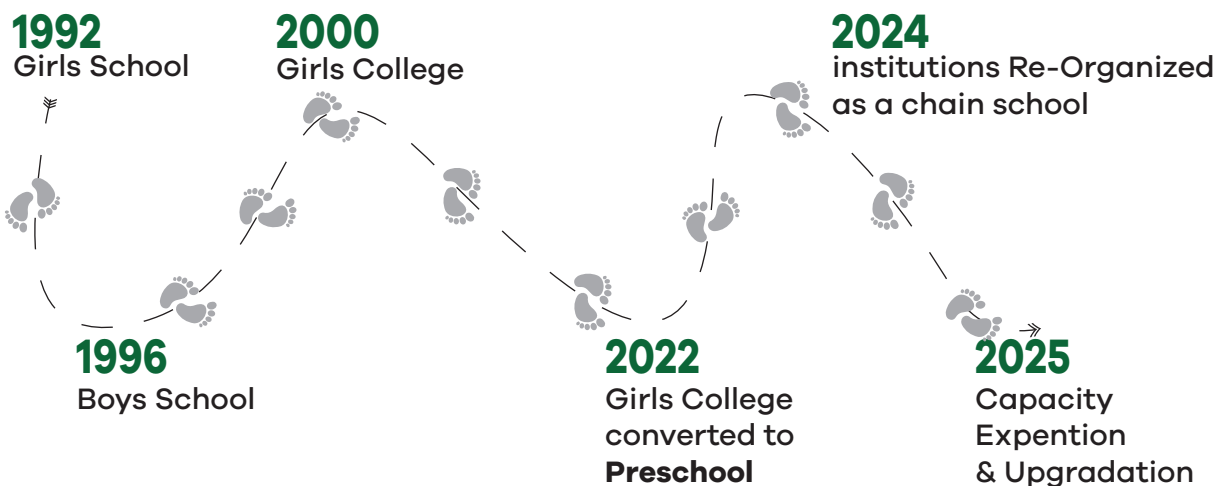 1992
Girls School
1996
Boys School
2000
Girls College
2022
Girls College
converted to
Preschool
2024
institutions Re-Organized
as a chain school
2025
Capacity
Expention
& Upgradation